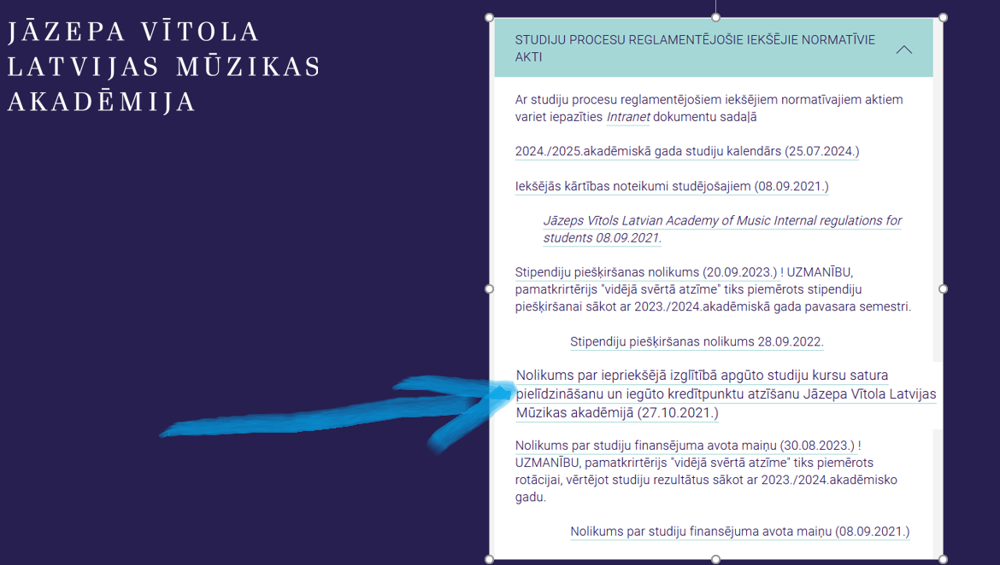 JĀZEPA VĪTOLA
LATVIJAS MŪZIKAS
AKADĒMIJA
STUDIJU PROCESU REGLAMENTĒJOŠIE IEKŠĒJIE NORMATĪVIE
AKTI
Ar studiju procesu reglamentējošiem iekšējiem normatīvajiem aktiem
variet iepazīties Intranet dokumentu sadaļā
2024./2025.akadēmiskā gada studiju kalendārs (25.07.2024.)
Iekšējās kārtības noteikumi studējošajiem (08.09.2021.)
Jāzeps Vītols Latvian Academy of Music Internal regulations for
students 08.09.2021.
Stipendiju piešķiršanas nolikums (20.09.2023.) ! UZMANĪBU,
pamatkrirtērijs "vidējā svērtā atzīme" tiks piemērots stipendiju
piešķiršanai sākot ar 2023./2024.akadēmiskā gada pavasara semestri.
Stipendiju piešķiršanas nolikums 28.09.2022.
Nolikums par iepriekšējā izglītībā apgūto studiju kursu satura
pielīdzināšanu un iegūto kredītpunktu atzīšanu Jāzepa Vītola Latvijas
Mūzikas akadēmijā (27.10.2021.)
Nolikums par studiju finansējuma avota maiņu (30.08.2023.) !
UZMANĪBU, pamatkrirtērijs "vidējā svērtā atzīme" tiks piemērots
rotācijai, vērtējot studiju rezultātus sākot ar 2023./2024.akadēmisko
gadu.
Nolikums par studiju finansējuma avota maiņu (08.09.2021.)